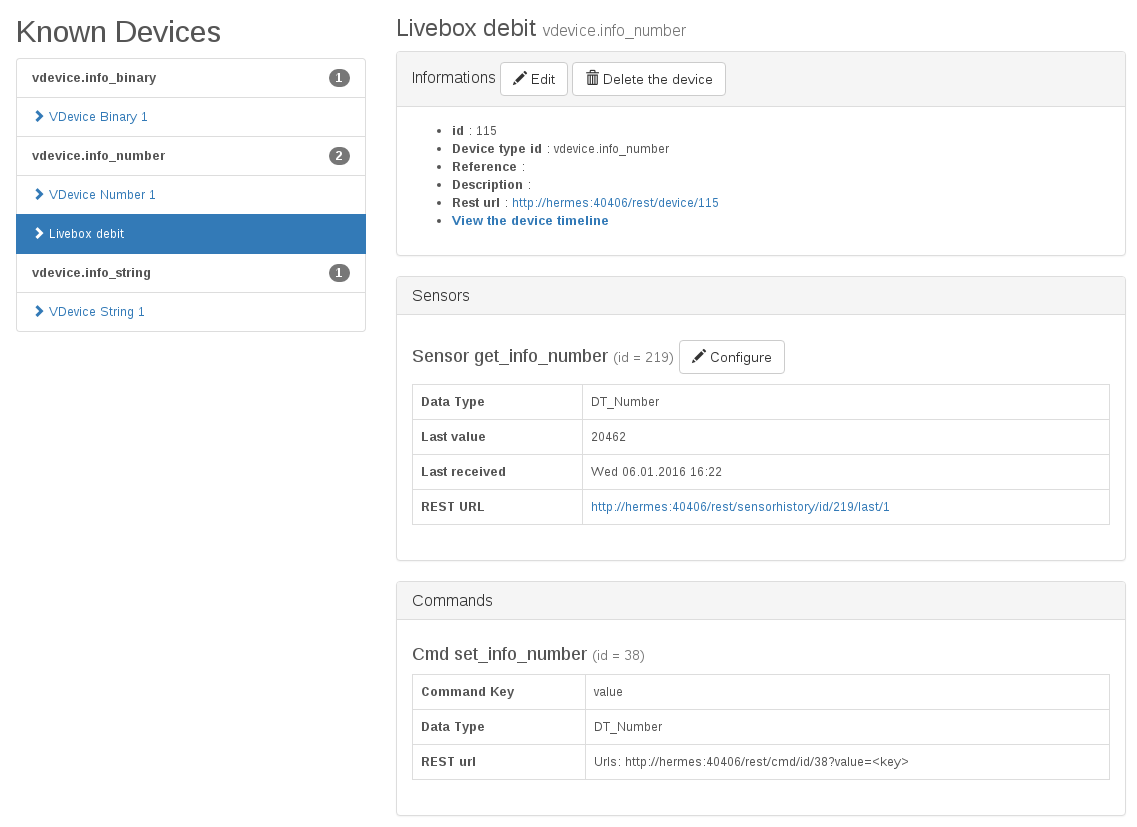 Known Devices
vdevice.info_binary 1
VDevice Binary 1
vdevice.info_number 2
VDevice Number 1
Livebox debit
vdevice.info_string 1
VDevice String 1
Livebox debit vdevice.info_number
Informations Edit Delete the device
id : 115
Device type id : vdevice.info_number
Reference :
Description :
Rest url : http://hermes:40406/rest/device/115
View the device timeline
Sensors
Sensor get_info_number (id = 219) Configure
Data Type DT_Number
Last value 20462
Last received Wed 06.01.2016 16:22
REST URL http://hermes:40406/rest/sensorhistory/id/219/last/1
Commands
Cmd set_info_number (id = 38)
Command Key value
Data Type DT_Number
REST url Urls: http://hermes:40406/rest/cmd/id/38?value=<key>